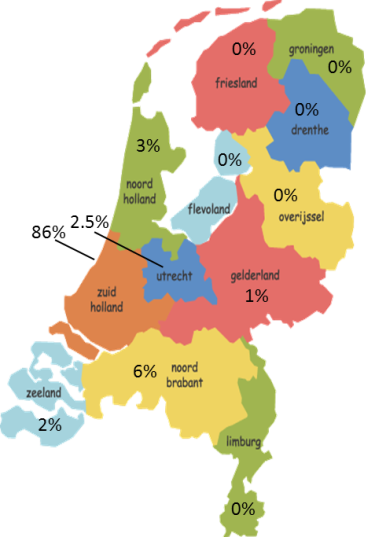 0%
groningen
0%
friesland
0%
drenthe
3%
0%
noord
holland
0%
flevoland
overijssel
2.5%
86%
utrecht
gelderland
1%
zuid
holland
6%
noord
brabant
zeeland
2%
limburg
0%